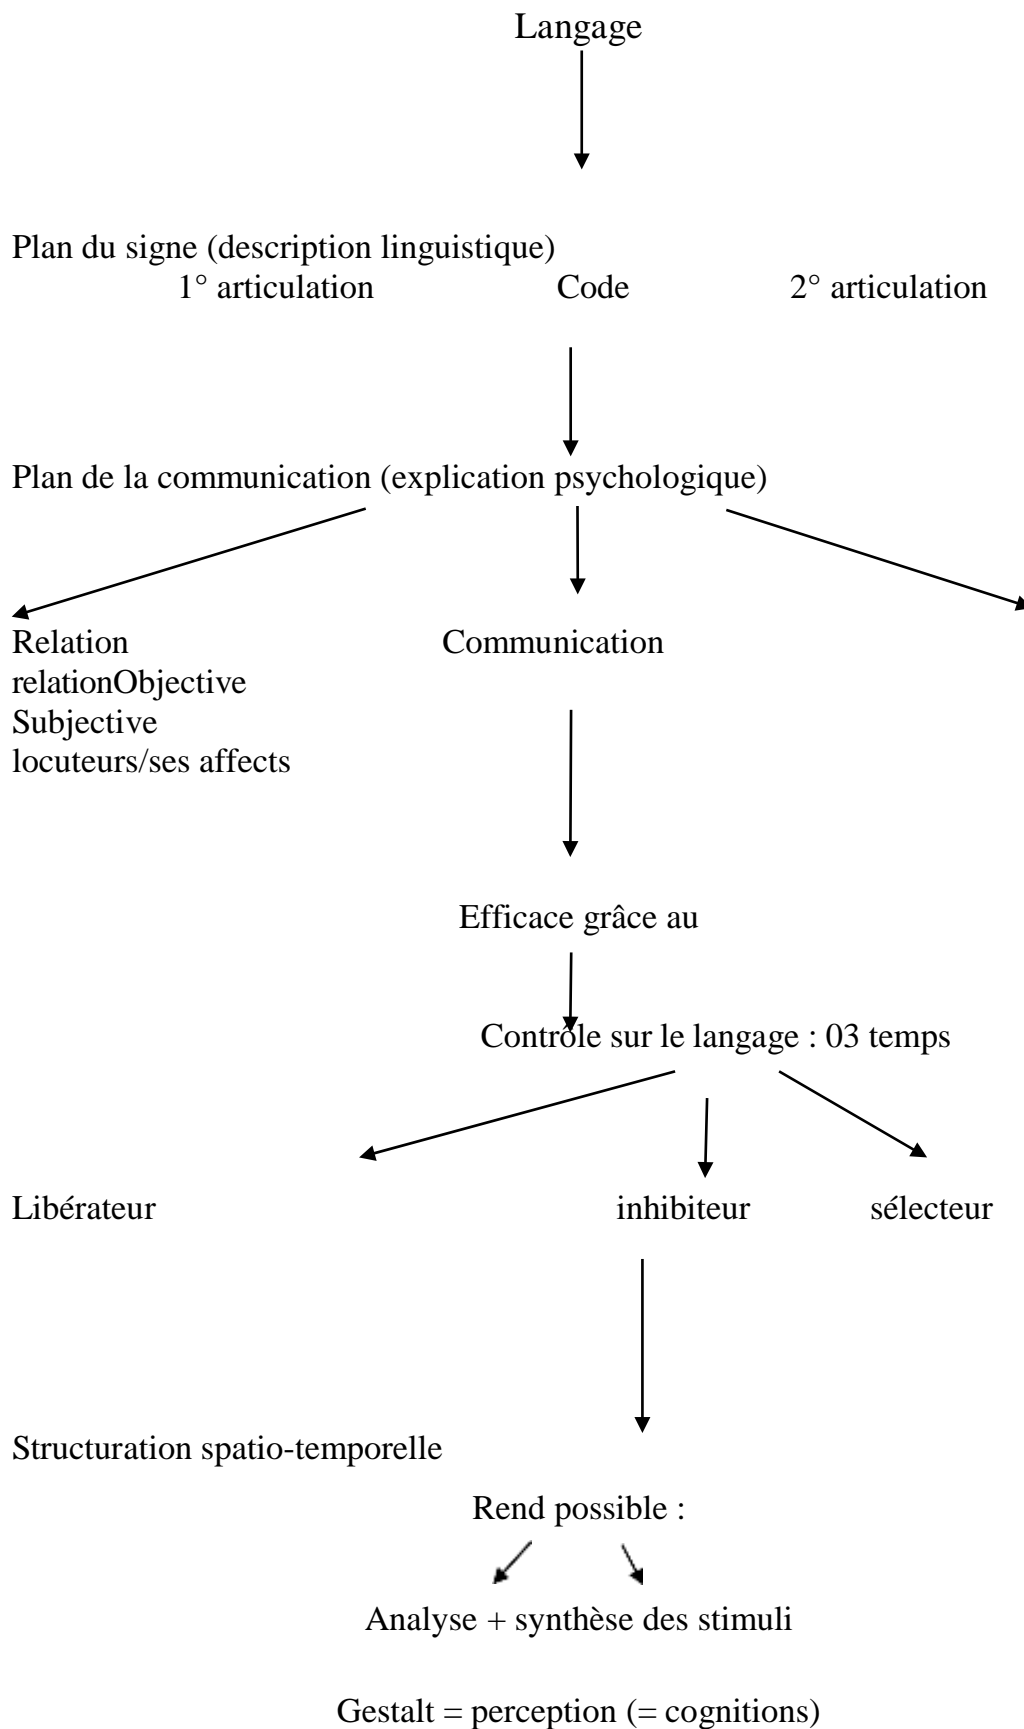 Langage
Plan du signe (description linguistique)
1° articulation Code 2° articulation
Plan de la communication (explication psychologique)
Relation Communication
relationObjective
Subjective
locuteurs/ses affects
Efficace grâce au
Contrôle sur le langage : 03 temps
Libérateur inhibiteur sélecteur
Structuration spatio-temporelle
Rend possible :
Analyse + synthèse des stimuli
Gestalt = perception (= cognitions)